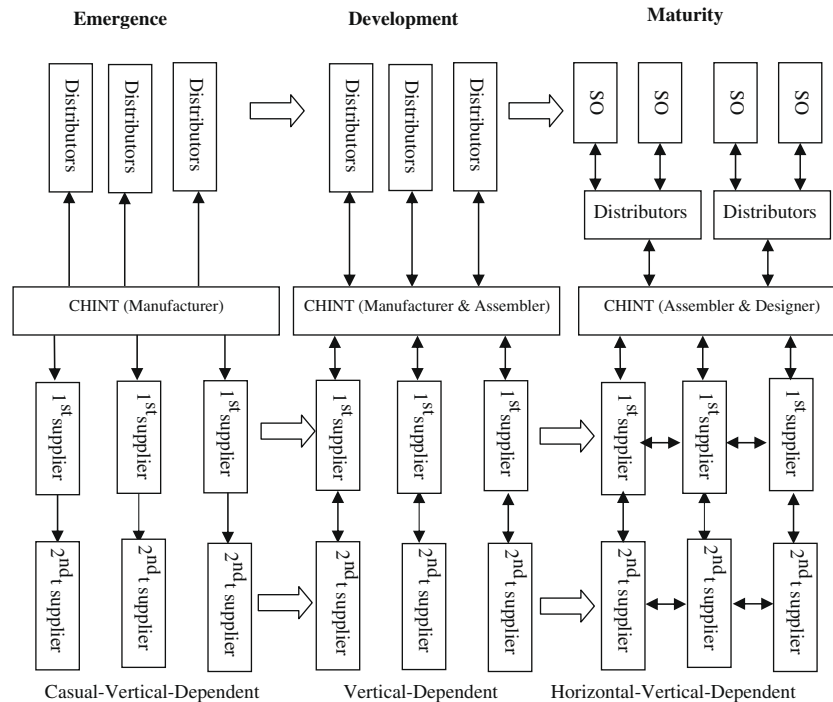 Emergence
Development
Maturity
Distributors
Distributors
Distributors
Distributors
Distributors
Distributors
SO
SO
SO
SO
Distributors
Distributors
CHINT (Manufacturer)
CHINT (Manufacturer & Assembler)
CHINT (Assembler & Designer)
1st supplier
1st supplier
1st supplier
1st supplier
1st supplier
1st supplier
1st supplier
1st supplier
1st supplier
2nd t supplier
2nd t supplier
2nd t supplier
2nd t supplier
2nd t supplier
2nd t supplier
2nd t supplier
2nd t supplier
2nd t supplier
Casual-Vertical-Dependent
Vertical-Dependent
Horizontal-Vertical-Dependent